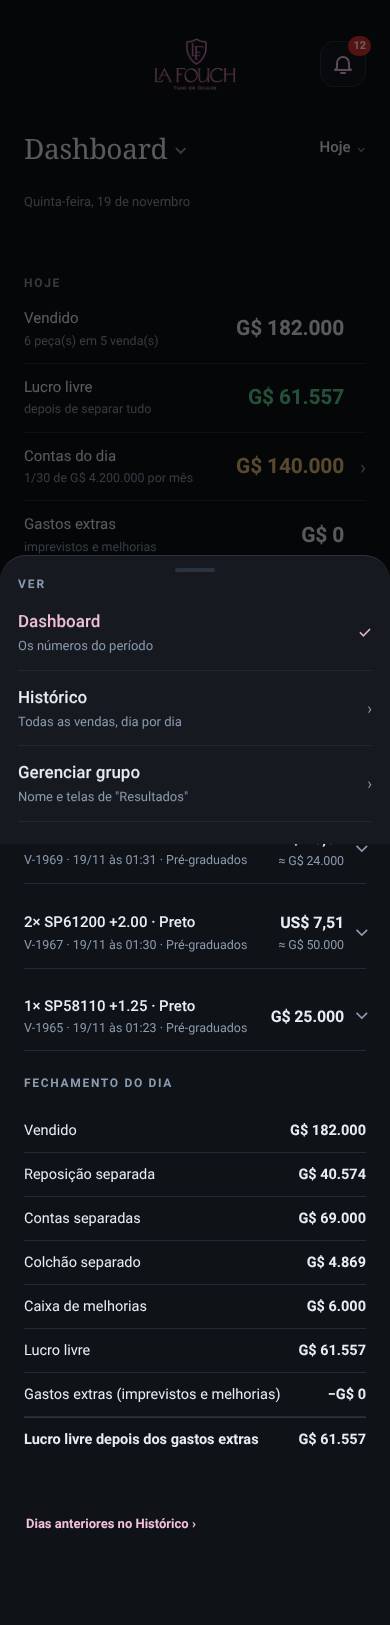 LF
LA FOUCH
12
Dashboard
Hoje
Quinta-feira, 19 de novembro
HOJE
Vendido
G$ 182.000
6 peça(s) em 5 venda(s)
Lucro livre
G$ 61.557
depois de separar tudo
Contas do dia
G$ 140.000 ›
1/30 de G$ 4.200.000 por mês
Gastos extras
G$ 0
imprevistos e melhorias
VER
Dashboard
Os números do período
Histórico ›
Todas as vendas, dia por dia
Gerenciar grupo ›
Nome e telas de "Resultados"
V-1969 · 19/11 às 01:31 · Pré-graduados
≈ G$ 24.000
2× SP61200 +2.00 · Preto
US$ 7,51
V-1967 · 19/11 às 01:30 · Pré-graduados
≈ G$ 50.000
1× SP58110 +1.25 · Preto
G$ 25.000
V-1965 · 19/11 às 01:23 · Pré-graduados
FECHAMENTO DO DIA
Vendido G$ 182.000
Reposição separada G$ 40.574
Contas separadas G$ 69.000
Colchão separado G$ 4.869
Caixa de melhorias G$ 6.000
Lucro livre G$ 61.557
Gastos extras (imprevistos e melhorias) −G$ 0
Lucro livre depois dos gastos extras G$ 61.557
Dias anteriores no Histórico ›